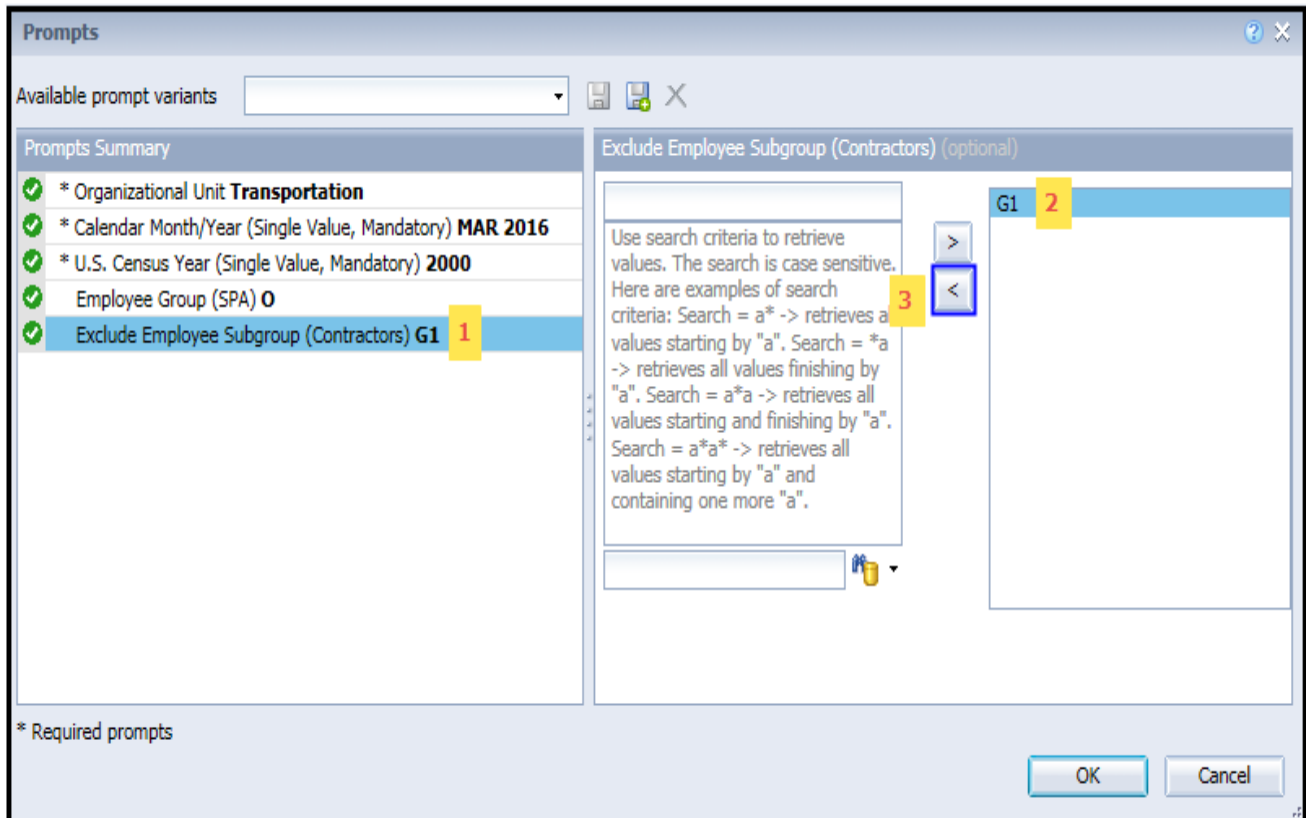 Prompts
Available prompt variants
Prompts Summary
* Organizational Unit Transportation
* Calendar Month/Year (Single Value, Mandatory) MAR 2016
* U.S. Census Year (Single Value, Mandatory) 2000
Employee Group (SPA) O
Exclude Employee Subgroup (Contractors) G1 1
Exclude Employee Subgroup (Contractors) (optional)
Use search criteria to retrieve
values. The search is case sensitive.
Here are examples of search
criteria: Search = a* -> retrieves a
values starting by "a". Search = *a
-> retrieves all values finishing by
"a". Search = a*a -> retrieves all
values starting and finishing by "a".
Search = a*a* -> retrieves all
values starting by "a" and
containing one more "a".
>
3 <
G1 2
* Required prompts
OK Cancel